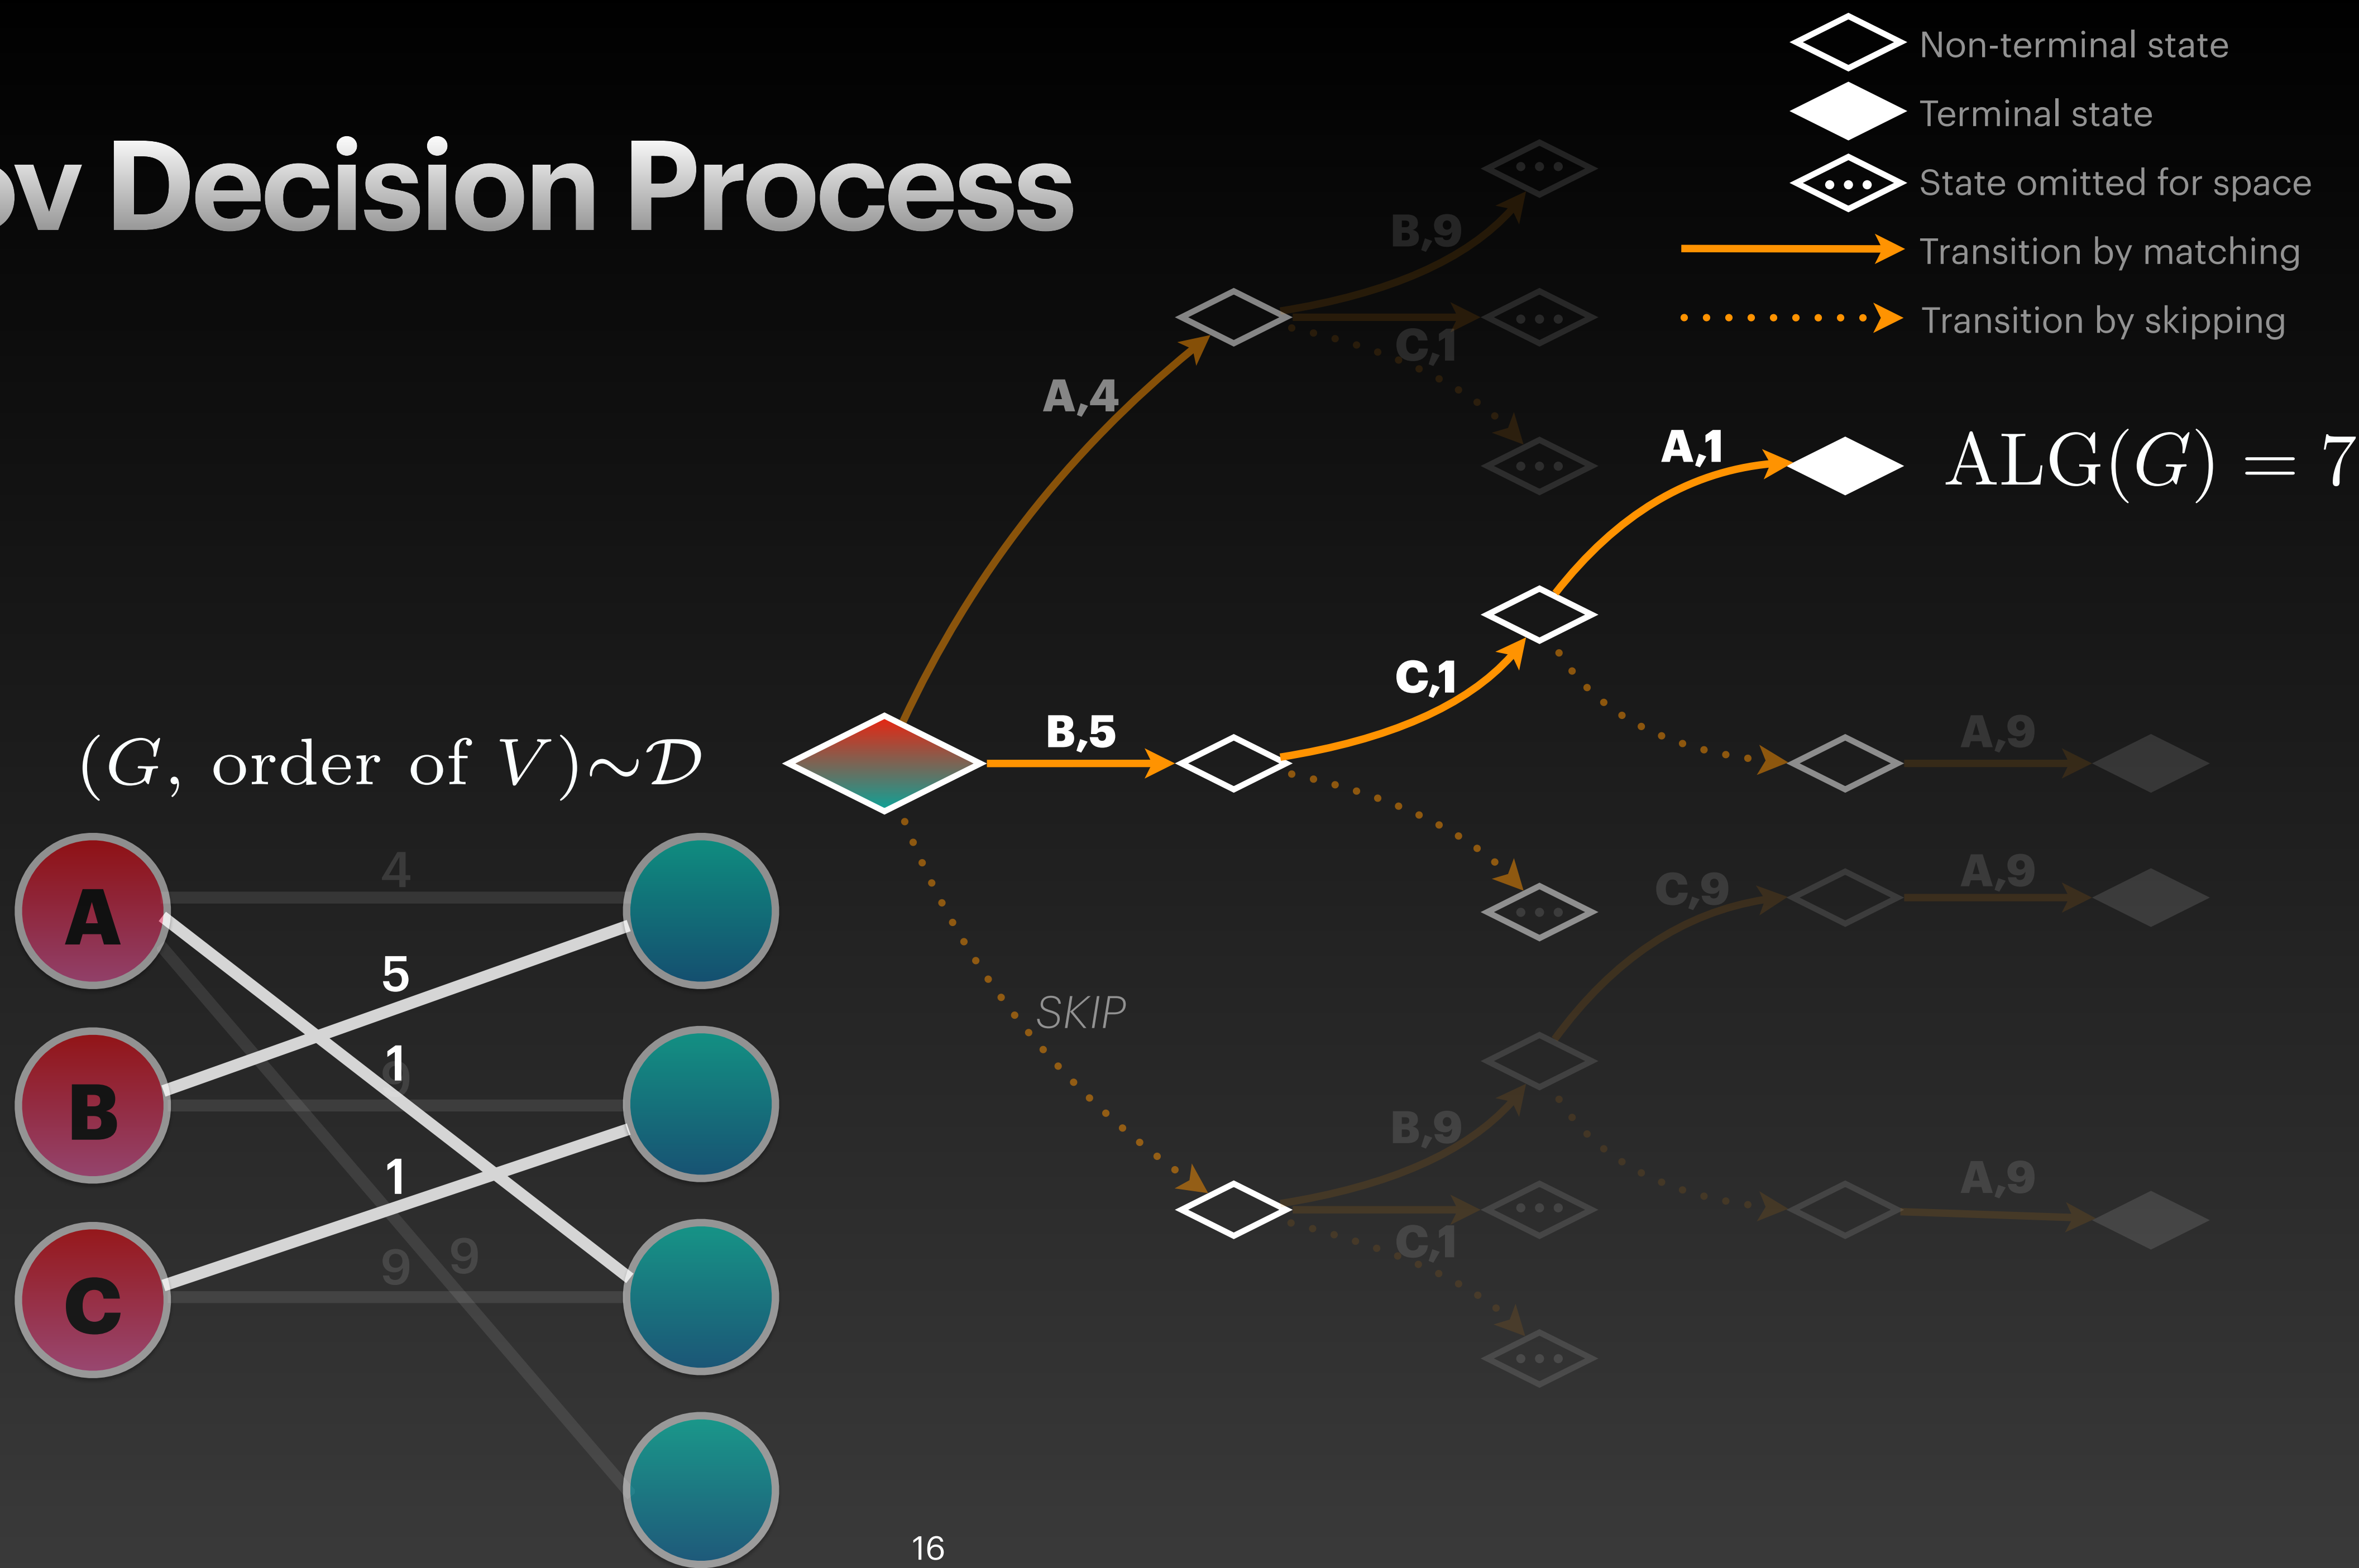 ov Decision Process
Non-terminal state
Terminal state
State omitted for space
Transition by matching
Transition by skipping
B,9
C,1
A,4
A,1
ALG(G) = 7
C,1
B,5
A,9
(G, order of V)~𝒟
A
B
C
4
5
1
9
1
9
9
C,9
A,9
SKIP
B,9
C,1
A,9
16